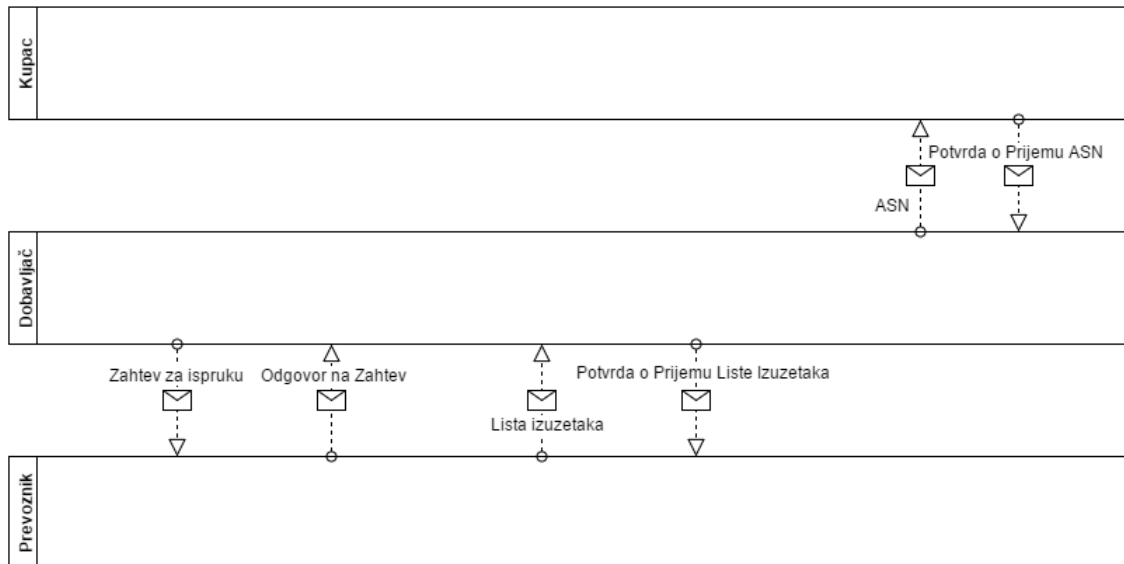 Kupac
Potvrda o Prijemu ASN
ASN
Dobavljač
Zahtev za ispruku
Odgovor na Zahtev
Potvrda o Prijemu Liste Izuzetaka
Lista izuzetaka
Prevoznik